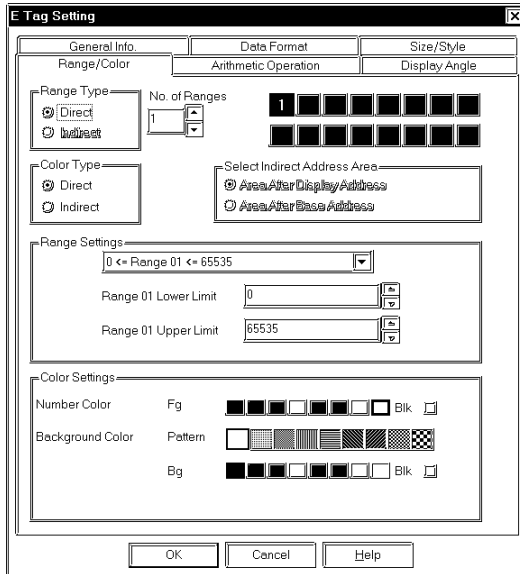 E Tag Setting
General Info. Data Format Size/Style
Range/Color Arithmetic Operation Display Angle
Range Type
Direct
Indirect
No. of Ranges
1
1
Color Type
Direct
Indirect
Select Indirect Address Area
Area After Display Address
Area After Base Address
Range Settings
0 <= Range 01 <= 65535
Range 01 Lower Limit 0
Range 01 Upper Limit 65535
Color Settings
Number Color Fg Blk
Background Color Pattern
Bg Blk
OK Cancel Help